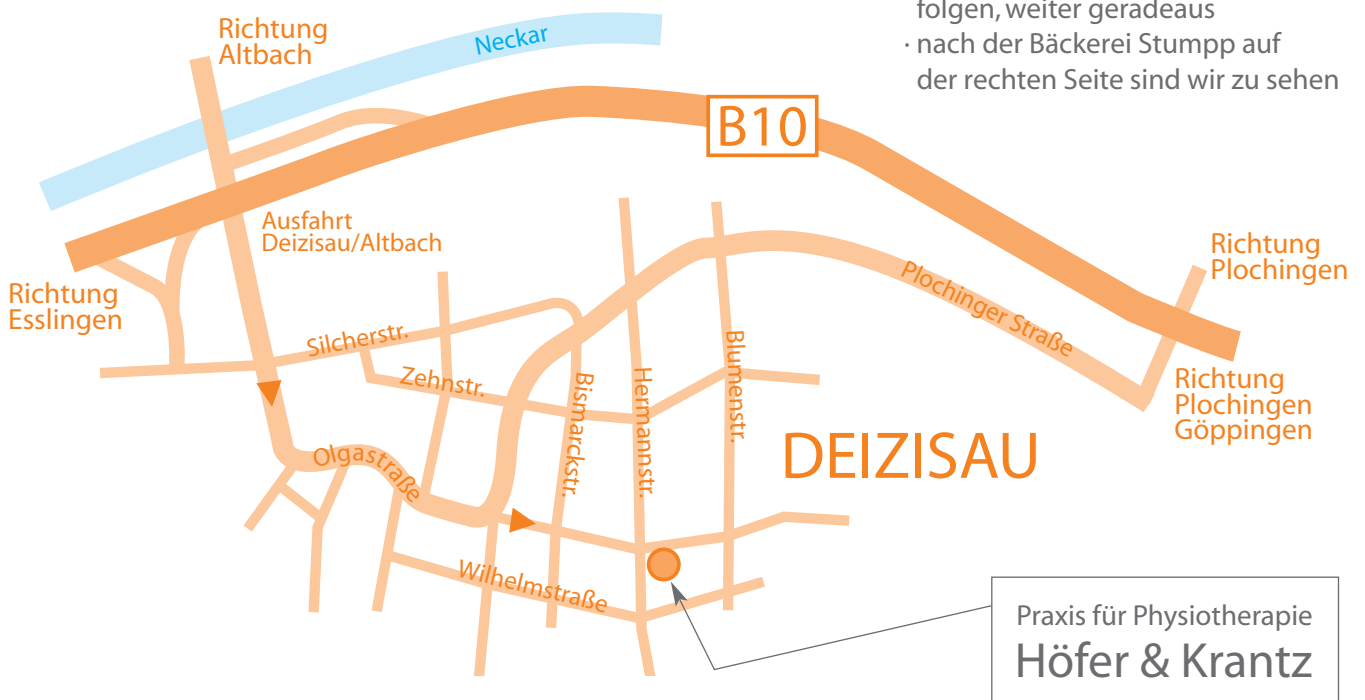 folgen, weiter geradeaus
· nach der Bäckerei Stumpp auf
der rechten Seite sind wir zu sehen
Richtung
Altbach
Neckar
B10
Ausfahrt
Deizisau/Altbach
Richtung
Esslingen
Richtung
Plochingen
Plochinger Straße
Silcherstr.
Zehnstr.
Bismarckstr.
Hermannstr.
Blumenstr.
Richtung
Plochingen
Göppingen
DEIZISAU
Olgastraße
Wilhelmstraße
Praxis für Physiotherapie
Höfer & Krantz